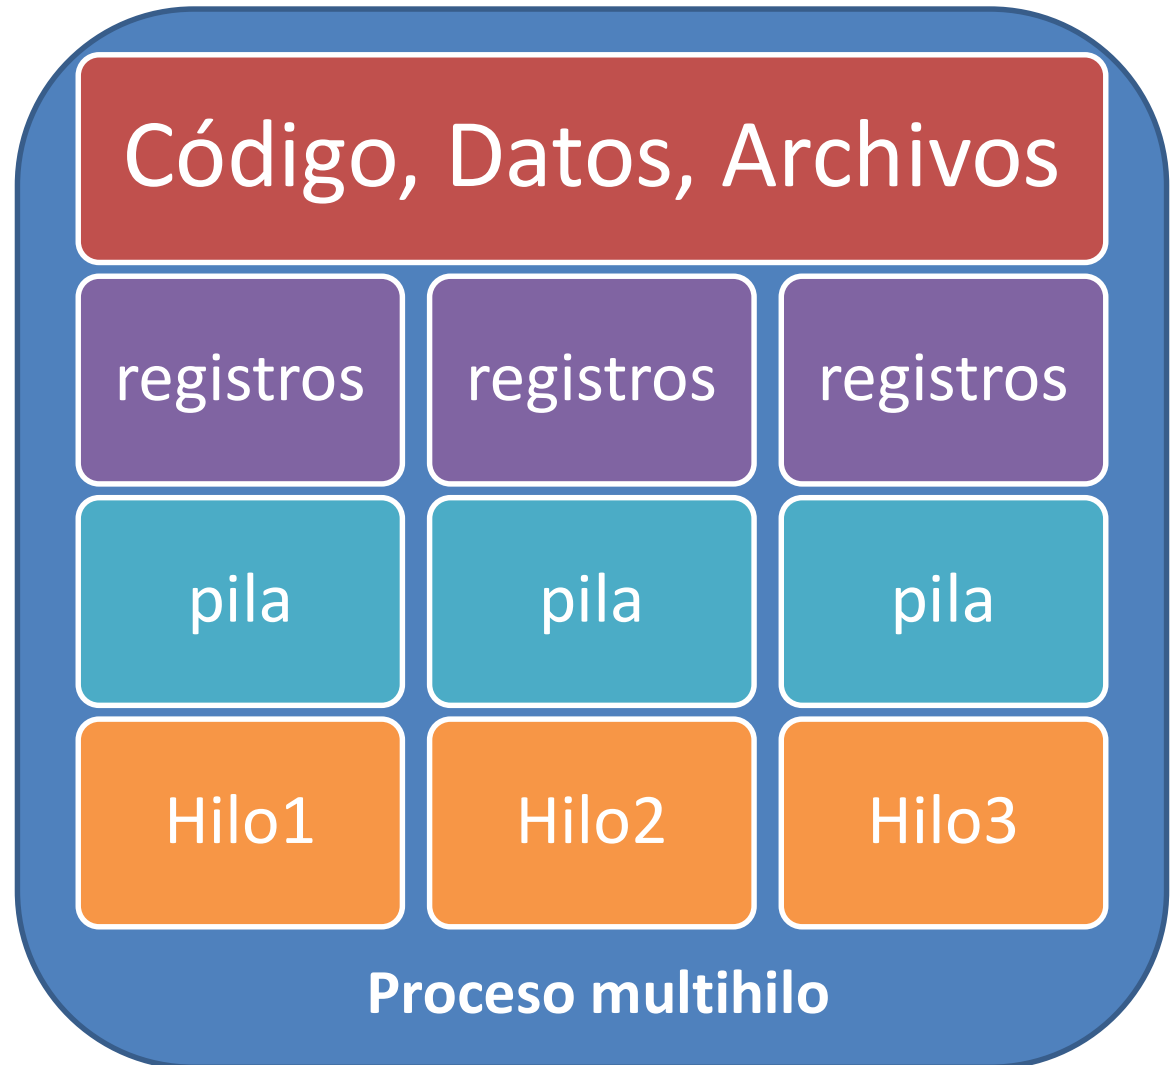 Código, Datos, Archivos
registros registros registros
pila pila pila
Hilo1 Hilo2 Hilo3
Proceso multihilo